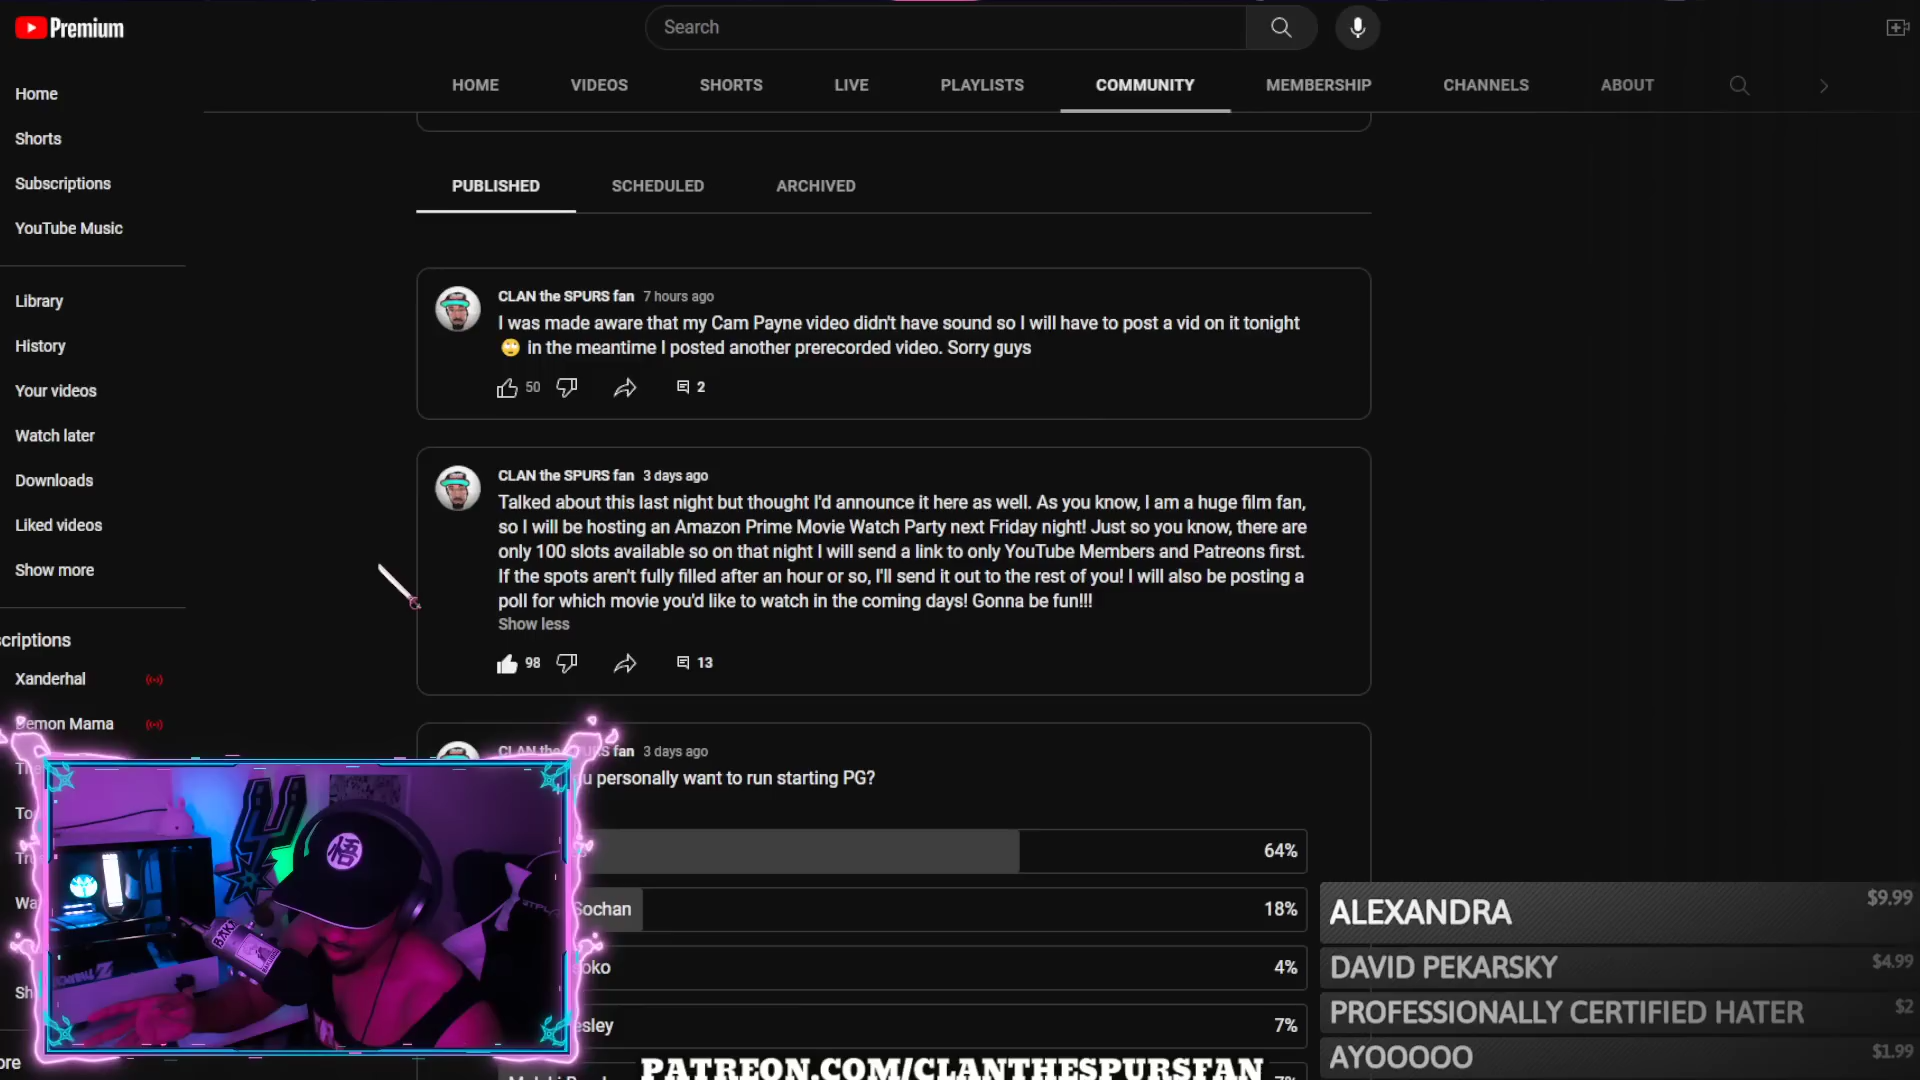 Premium
Search
HOME VIDEOS SHORTS LIVE PLAYLISTS COMMUNITY MEMBERSHIP CHANNELS ABOUT
Home
Shorts
Subscriptions
YouTube Music
Library
History
Your videos
Watch later
Downloads
Liked videos
Show more
criptions
Xanderhal
Demon Mama
PUBLISHED SCHEDULED ARCHIVED
CLAN the SPURS fan 7 hours ago
I was made aware that my Cam Payne video didn't have sound so I will have to post a vid on it tonight
🙄 in the meantime I posted another prerecorded video. Sorry guys
50 2
CLAN the SPURS fan 3 days ago
Talked about this last night but thought I'd announce it here as well. As you know, I am a huge film fan,
so I will be hosting an Amazon Prime Movie Watch Party next Friday night! Just so you know, there are
only 100 slots available so on that night I will send a link to only YouTube Members and Patreons first.
If the spots aren't fully filled after an hour or so, I'll send it out to the rest of you! I will also be posting a
poll for which movie you'd like to watch in the coming days! Gonna be fun!!!
Show less
98 13
CLAN the SPURS fan 3 days ago
u personally want to run starting PG?
64%
Sochan 18%
oko 4%
esley 7%
悟
ALEXANDRA $9.99
DAVID PEKARSKY $4.99
PROFESSIONALLY CERTIFIED HATER $2
AYOOOOO $1.99
PATREON.COM/CLANTHESPURSFAN